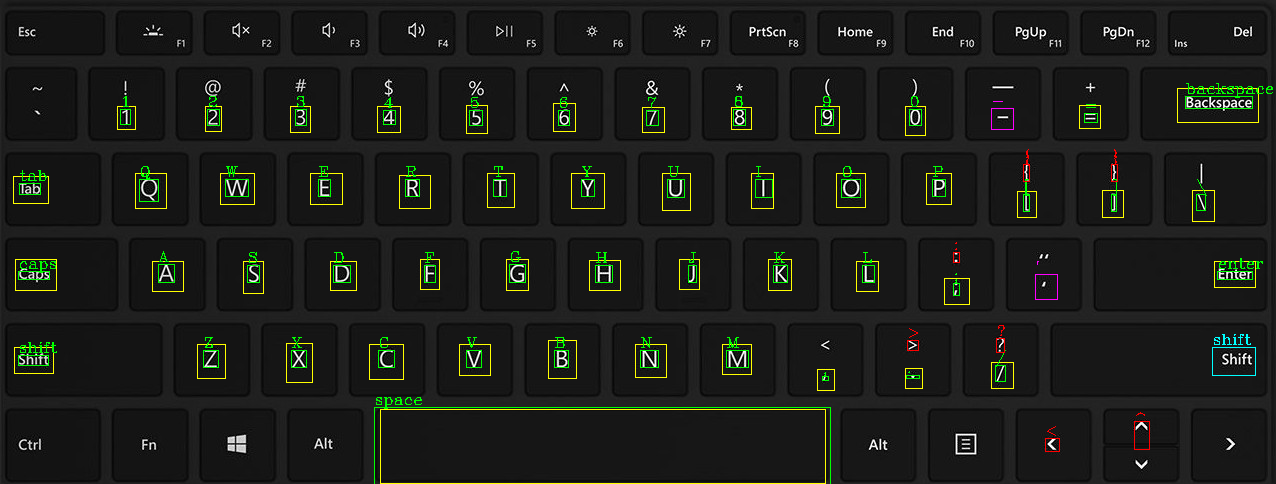 Esc F1 F2 F3 F4 F5 F6 F7 PrtScn F8 Home F9 End F10 PgUp F11 PgDn F12 Ins Del
~ ! @ # $ % ^ & * ( ) — +
1 2 3 4 5 6 7 8 9 0 _ = backspace
` 1 2 3 4 5 6 7 8 9 0 - = Backspace
tab Q W E R T Y U I O P } } |
Tab Q W E R T Y U I O P { [ } ] \
caps A S D F G H J K L : “ enter
Caps A S D F G H J K L ; ‘ Enter
shift Z X C V B N M < > ? shift
Shift Z X C V B N M , > . ? / Shift
space < ^
Ctrl Fn Alt Alt